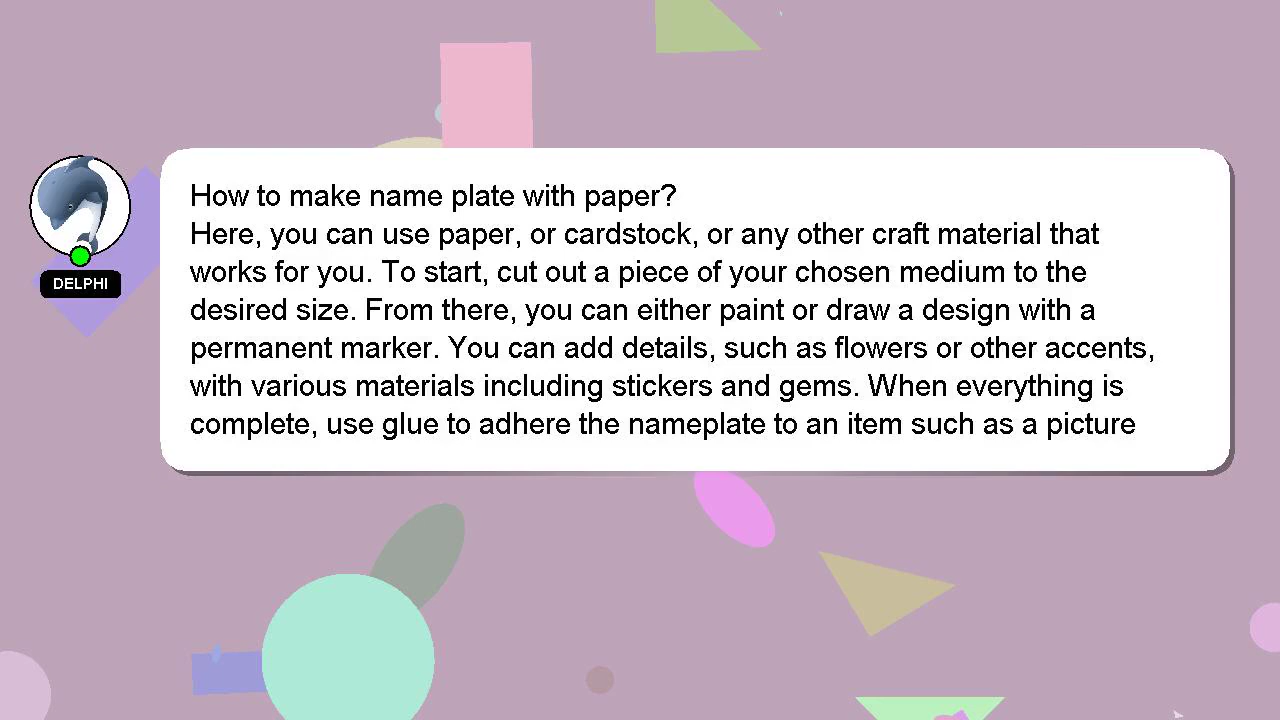 How to make name plate with paper?
Here, you can use paper, or cardstock, or any other craft material that
works for you. To start, cut out a piece of your chosen medium to the
desired size. From there, you can either paint or draw a design with a
permanent marker. You can add details, such as flowers or other accents,
with various materials including stickers and gems. When everything is
complete, use glue to adhere the nameplate to an item such as a picture
DELPHI